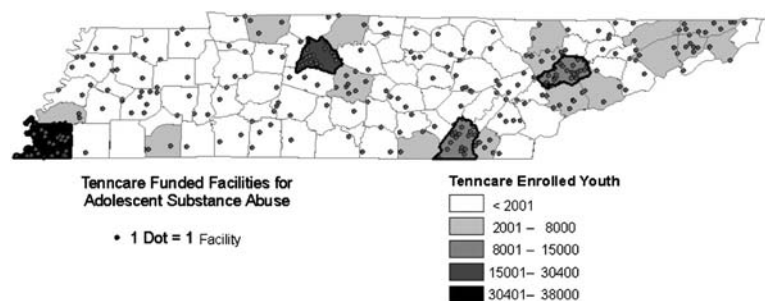 Tenncare Funded Facilities for
Adolescent Substance Abuse
1 Dot = 1 Facility
Tenncare Enrolled Youth
< 2001
2001 – 8000
8001 – 15000
15001 – 30400
30401 – 38000